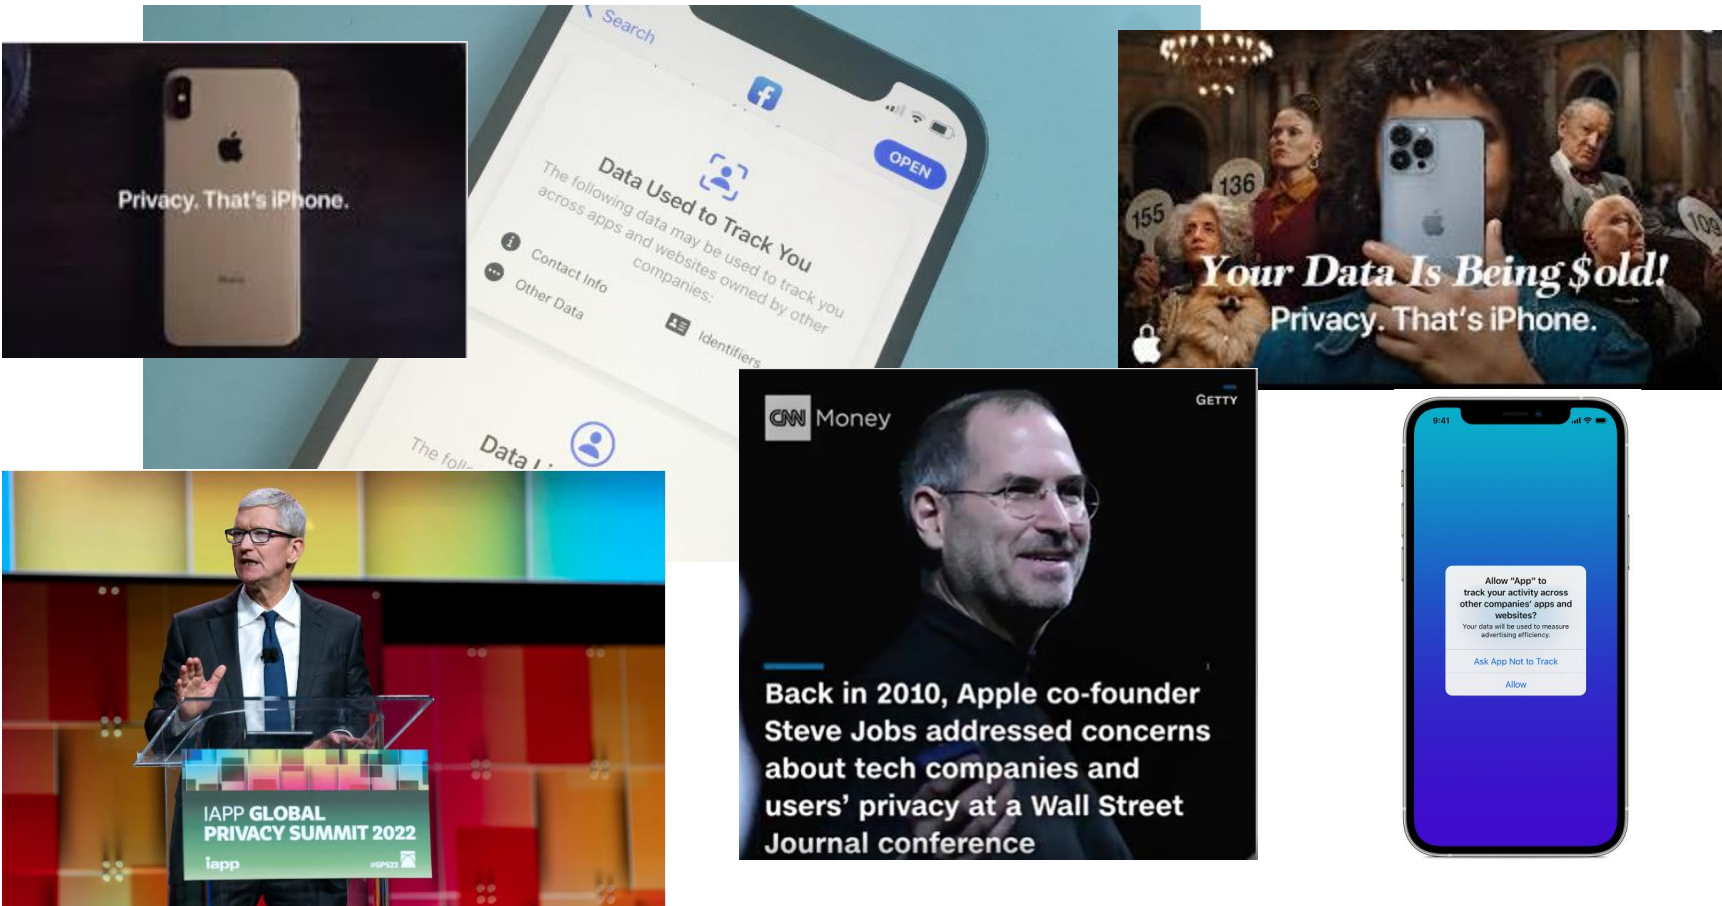 Privacy. That's iPhone.
Search
OPEN
Data Used to Track You
The following data may be used to track you
across apps and websites owned by other
companies:
Contact Info
Identifiers
Other Data
Data
The
136
155
109
Your Data Is Being $old!
Privacy. That's iPhone.
IAPP GLOBAL
PRIVACY SUMMIT 2022
iapp
#GPS22
CNN Money
GETTY
Back in 2010, Apple co-founder
Steve Jobs addressed concerns
about tech companies and
users' privacy at a Wall Street
Journal conference
9:41
Allow "App" to
track your activity across
other companies' apps and
websites?
Your data will be used to measure
advertising efficiency.
Ask App Not to Track
Allow